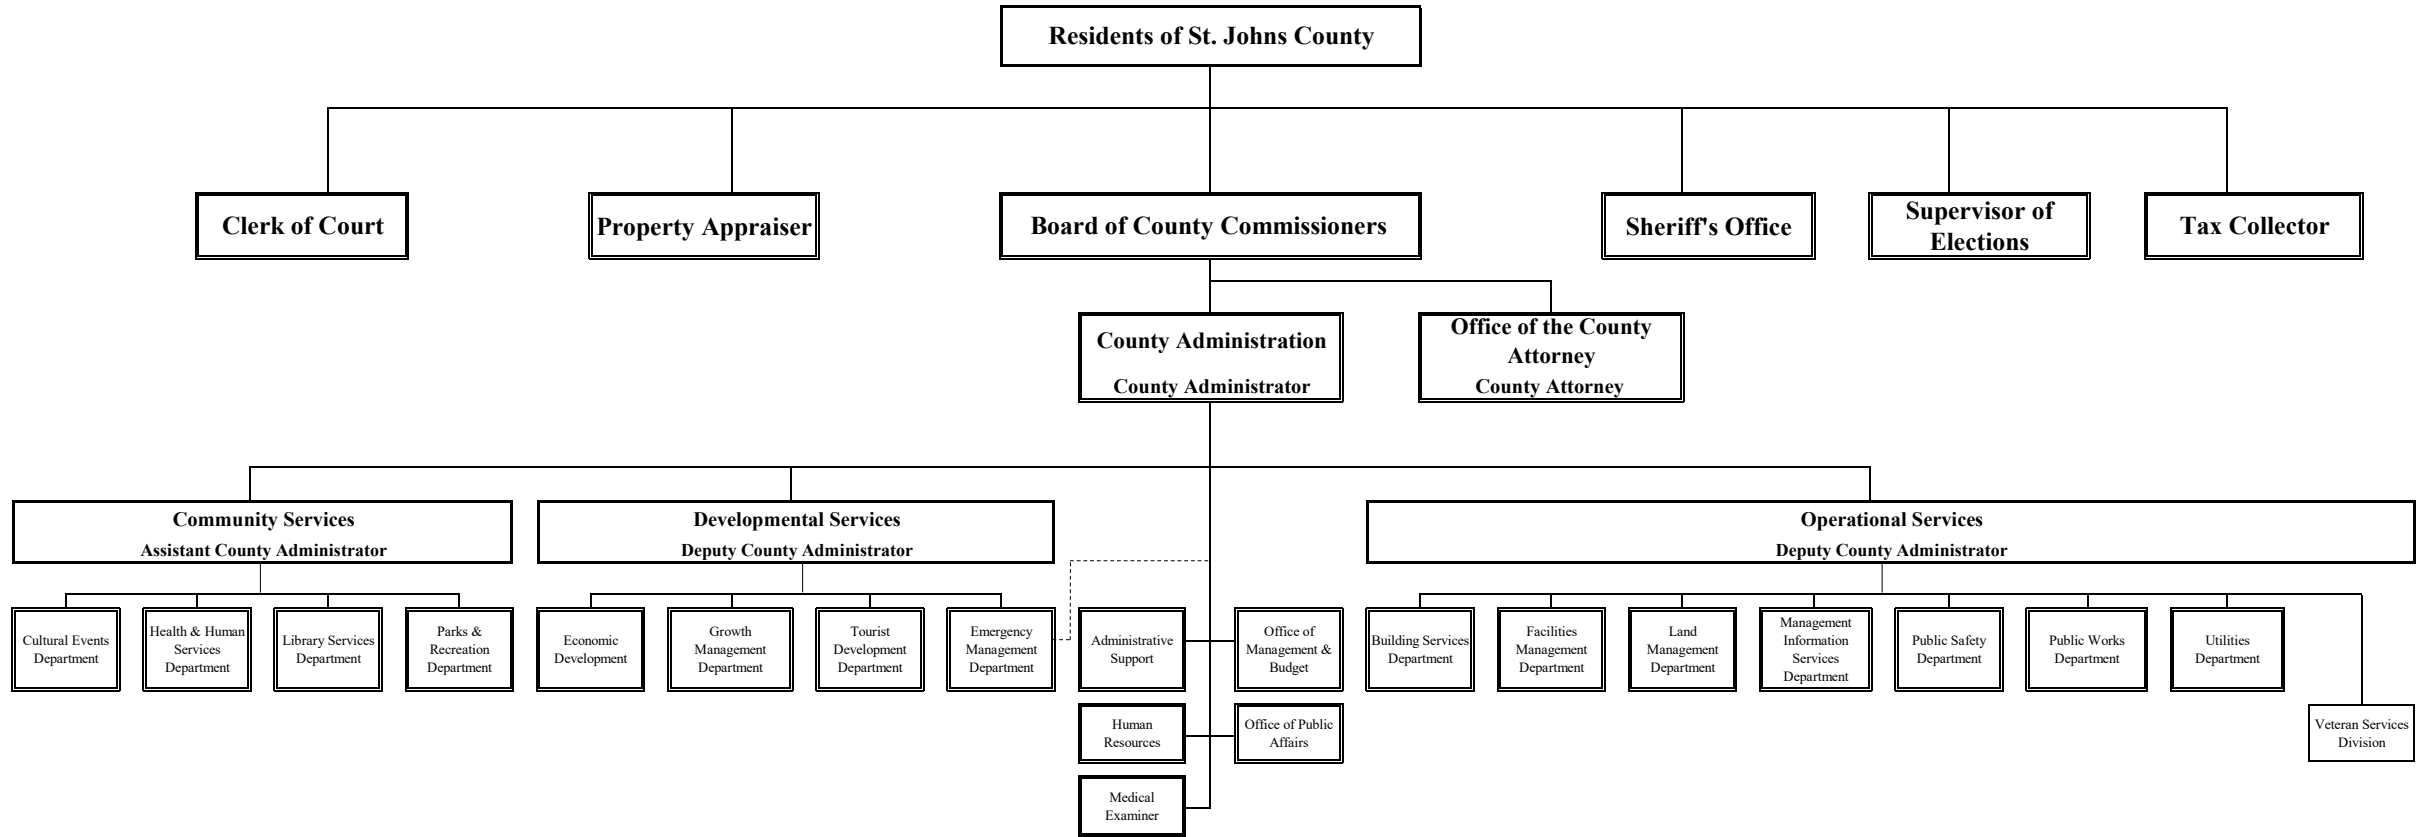 Residents of St. Johns County
Clerk of Court
Property Appraiser
Board of County Commissioners
Sheriff's Office
Supervisor of
Elections
Tax Collector
County Administration
County Administrator
Office of the County
Attorney
County Attorney
Community Services
Assistant County Administrator
Developmental Services
Deputy County Administrator
Operational Services
Deputy County Administrator
Cultural Events
Department
Health & Human
Services
Department
Library Services
Department
Parks &
Recreation
Department
Economic
Development
Growth
Management
Department
Tourist
Development
Department
Emergency
Management
Department
Administrative
Support
Office of
Management &
Budget
Building Services
Department
Facilities
Management
Department
Land
Management
Department
Management
Information
Services
Department
Public Safety
Department
Public Works
Department
Utilities
Department
Human
Resources
Office of Public
Affairs
Veteran Services
Division
Medical
Examiner